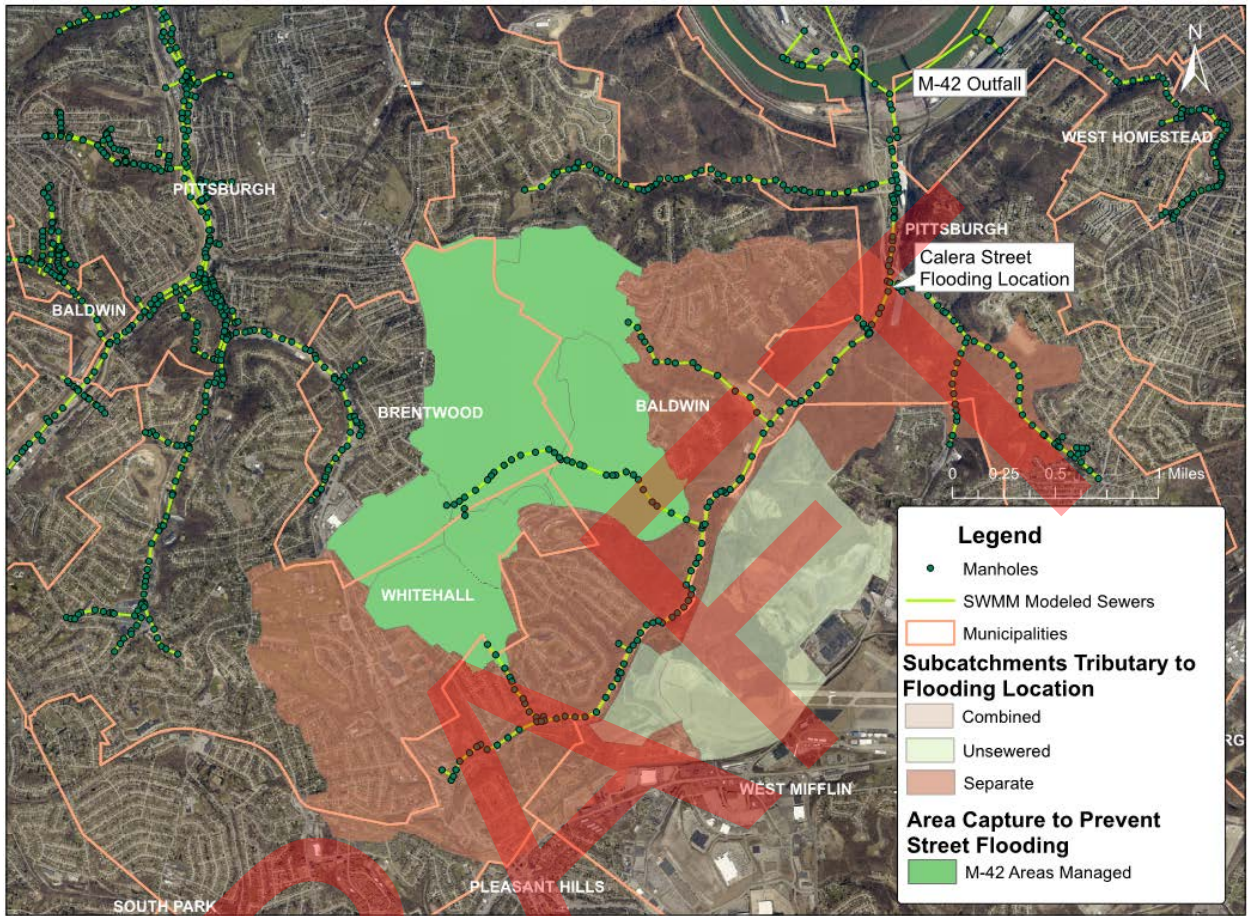 N
M-42 Outfall
WEST HOMESTEAD
PITTSBURGH
PITTSBURGH
Calera Street
Flooding Location
BALDWIN
BRENTWOOD
BALDWIN
0 0.25 0.5 1 Miles
WHITEHALL
WEST MIFFLIN
PLEASANT HILLS
SOUTH PARK
RG
Legend
Manholes
SWMM Modeled Sewers
Municipalities
Subcatchments Tributary to
Flooding Location
Combined
Unsewered
Separate
Area Capture to Prevent
Street Flooding
M-42 Areas Managed